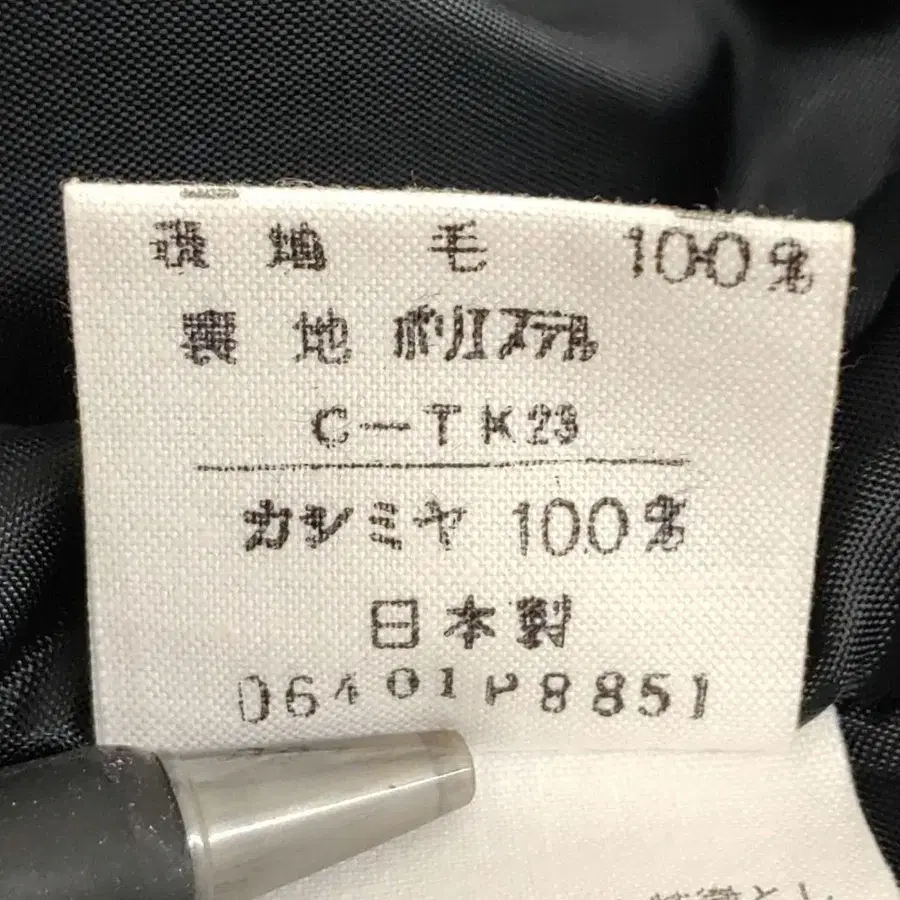 表地 毛 100%
裏地 ポリエステル
C-TK23
カシミヤ 100%
日本製
06401P8851